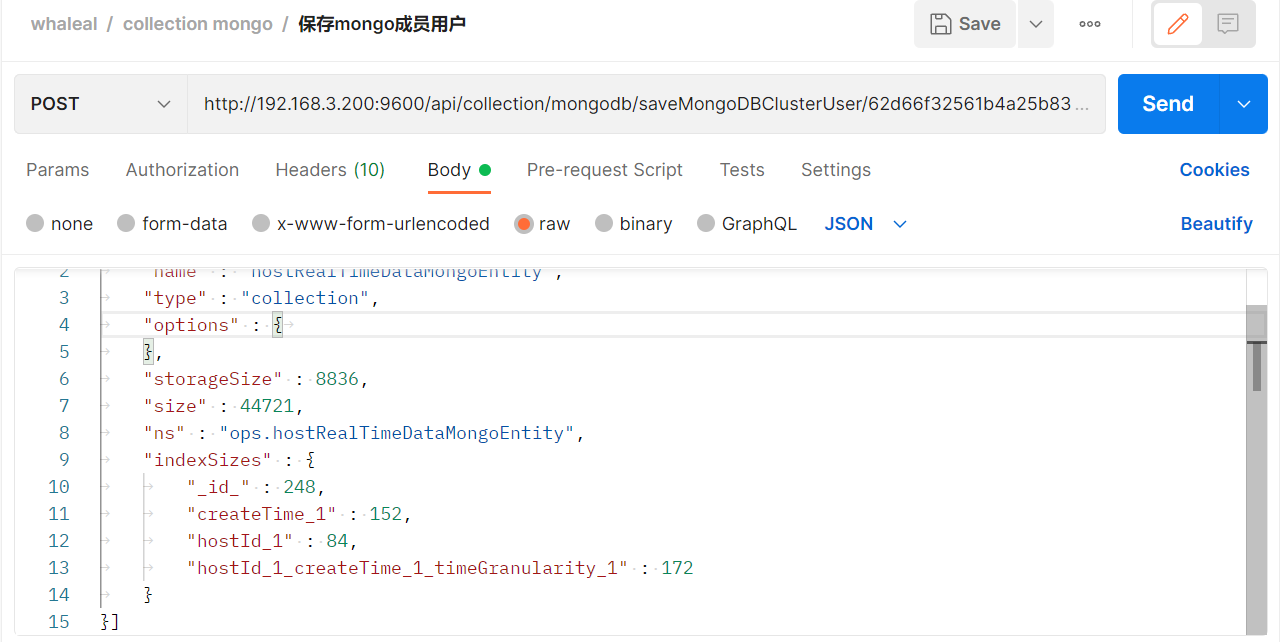 whaleal / collection mongo / 保存mongo成员用户
Save
POST
http://192.168.3.200:9600/api/collection/mongodb/saveMongoDBClusterUser/62d66f32561b4a25b83 ...
Send
Params Authorization Headers (10) Body Pre-request Script Tests Settings Cookies
none form-data x-www-form-urlencoded raw binary GraphQL JSON Beautify
2 "name" : "hostRealTimeDataMongoEntity",
3 "type" : "collection",
4 "options" : {
5 },
6 "storageSize" : 8836,
7 "size" : 44721,
8 "ns" : "ops.hostRealTimeDataMongoEntity",
9 "indexSizes" : {
10 "_id_" : 248,
11 "createTime_1" : 152,
12 "hostId_1" : 84,
13 "hostId_1_createTime_1_timeGranularity_1" : 172
14 }
15 }]